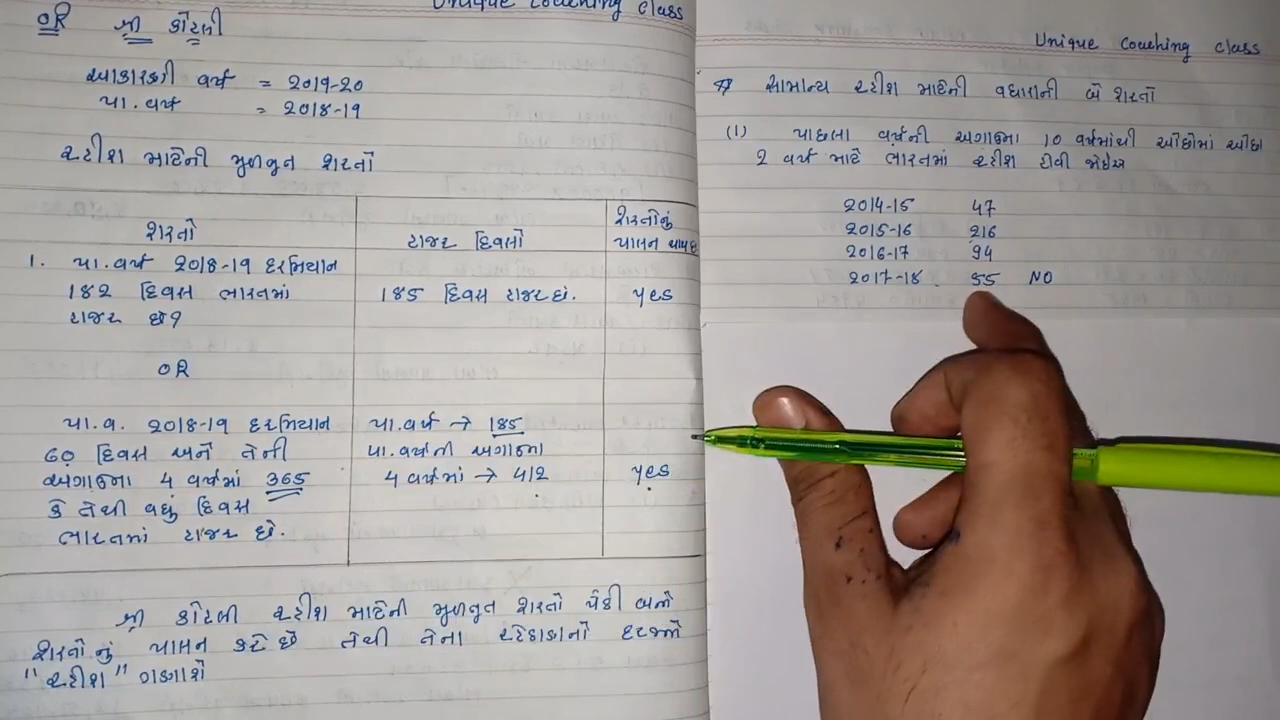 Unique Coaching Class
OR શ્રી કોટલી
આકારણી વર્ષ = 2019-20
પા.વર્ષ = 2018-19
રહીશ માટેની મુળભૂત શરતો
શરતો
હાજર દિવસો
શરતોનું
પાલન થાય છે
1. પા.વર્ષ 2018-19 દરમિયાન
182 દિવસ ભારતમાં
હાજર છે?
185 દિવસ હાજર છે.
yes
OR
પા.વ. 2018-19 દરમિયાન
60 દિવસ અને તેની
અગાઉના 4 વર્ષમાં 365
કે તેથી વધું દિવસ
ભારતમાં હાજર છે.
પા.વર્ષ → 185
પા.વર્ષની અગાઉના
4 વર્ષમાં → 412
yes
શ્રી કોટલી રહીશ માટેની મુળભૂત શરતો પૈકી બન્ને
શરતોનું પાલન કરે છે તેથી તેના રહેઠાણનો દરજ્જો
"રહીશ" ગણાશે
Unique Coaching Class
* સામાન્ય રહીશ માટેની વધારાની બે શરતો
(1) પાછલા વર્ષની અગાઉના 10 વર્ષમાંથી ઓછોમાં ઓછા
2 વર્ષ માટે ભારતમાં રહીશ હોવી જોઇએ
2014-15 47
2015-16 216
2016-17 94
2017-18 55 NO